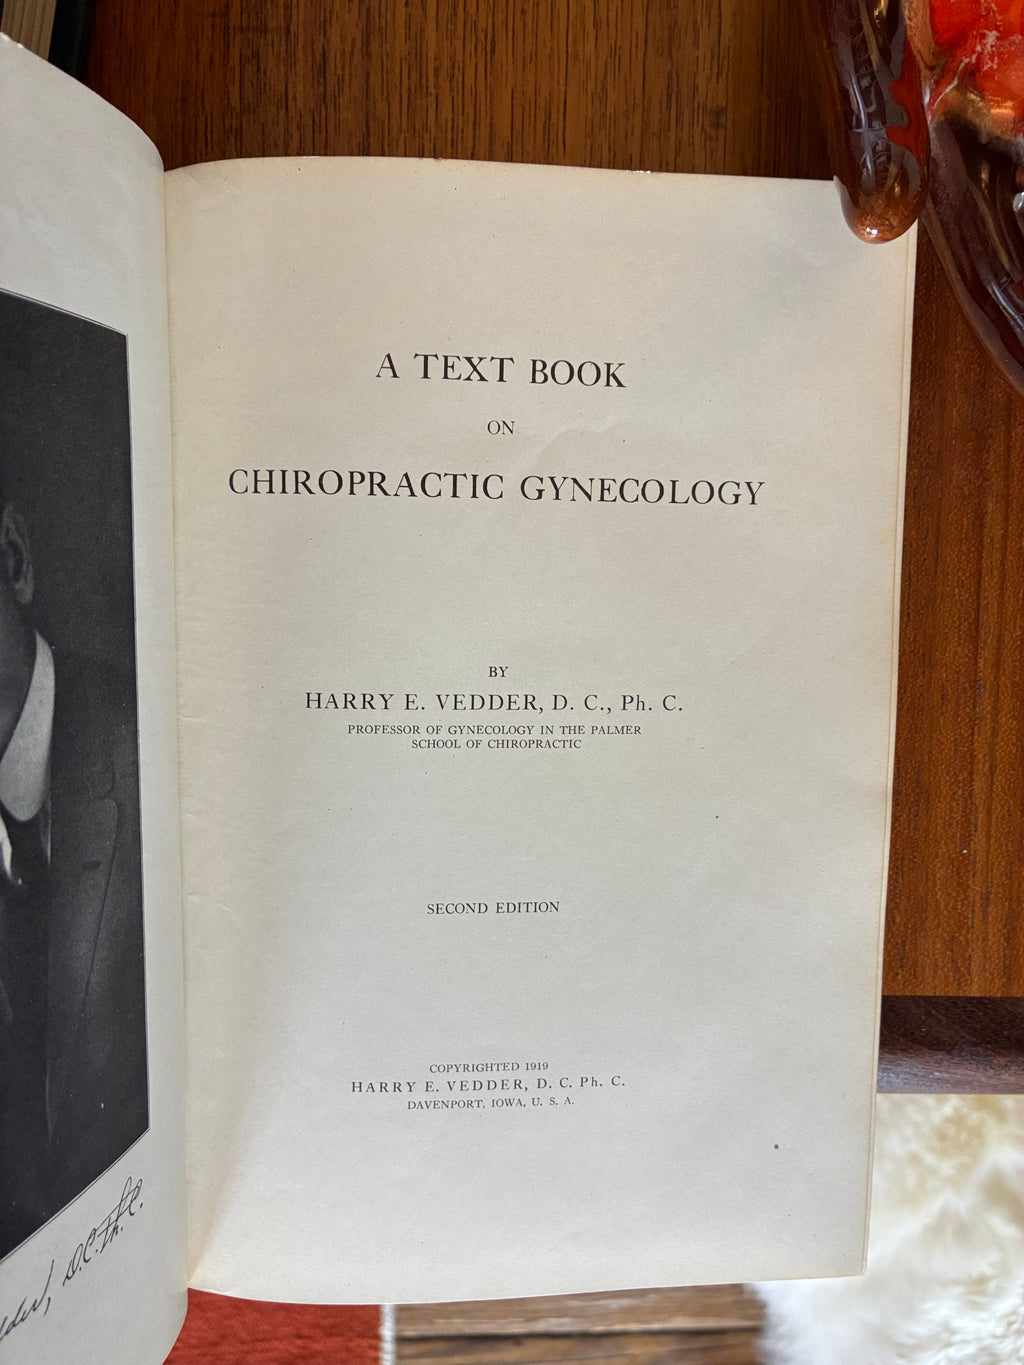 A TEXT BOOK
ON
CHIROPRACTIC GYNECOLOGY
BY
HARRY E. VEDDER, D. C., Ph. C.
PROFESSOR OF GYNECOLOGY IN THE PALMER
SCHOOL OF CHIROPRACTIC
SECOND EDITION
COPYRIGHTED 1919
HARRY E. VEDDER, D. C. Ph. C.
DAVENPORT, IOWA, U. S. A.
D.C. Ph.C.